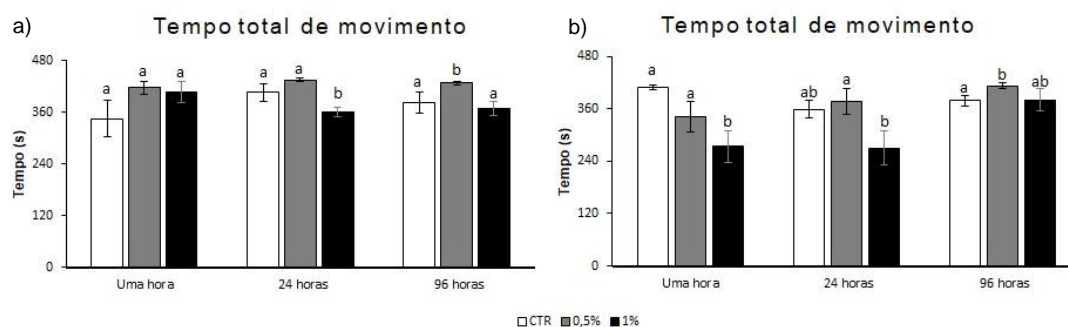 a)
Tempo total de movimento
Tempo (s)
480
360
240
120
0
a
a
a
a
a
b
a
b
a
Uma hora
24 horas
96 horas
b)
Tempo total de movimento
Tempo (s)
480
360
240
120
0
a
a
b
ab
a
b
a
b
ab
Uma hora
24 horas
96 horas
CTR 0,5% 1%